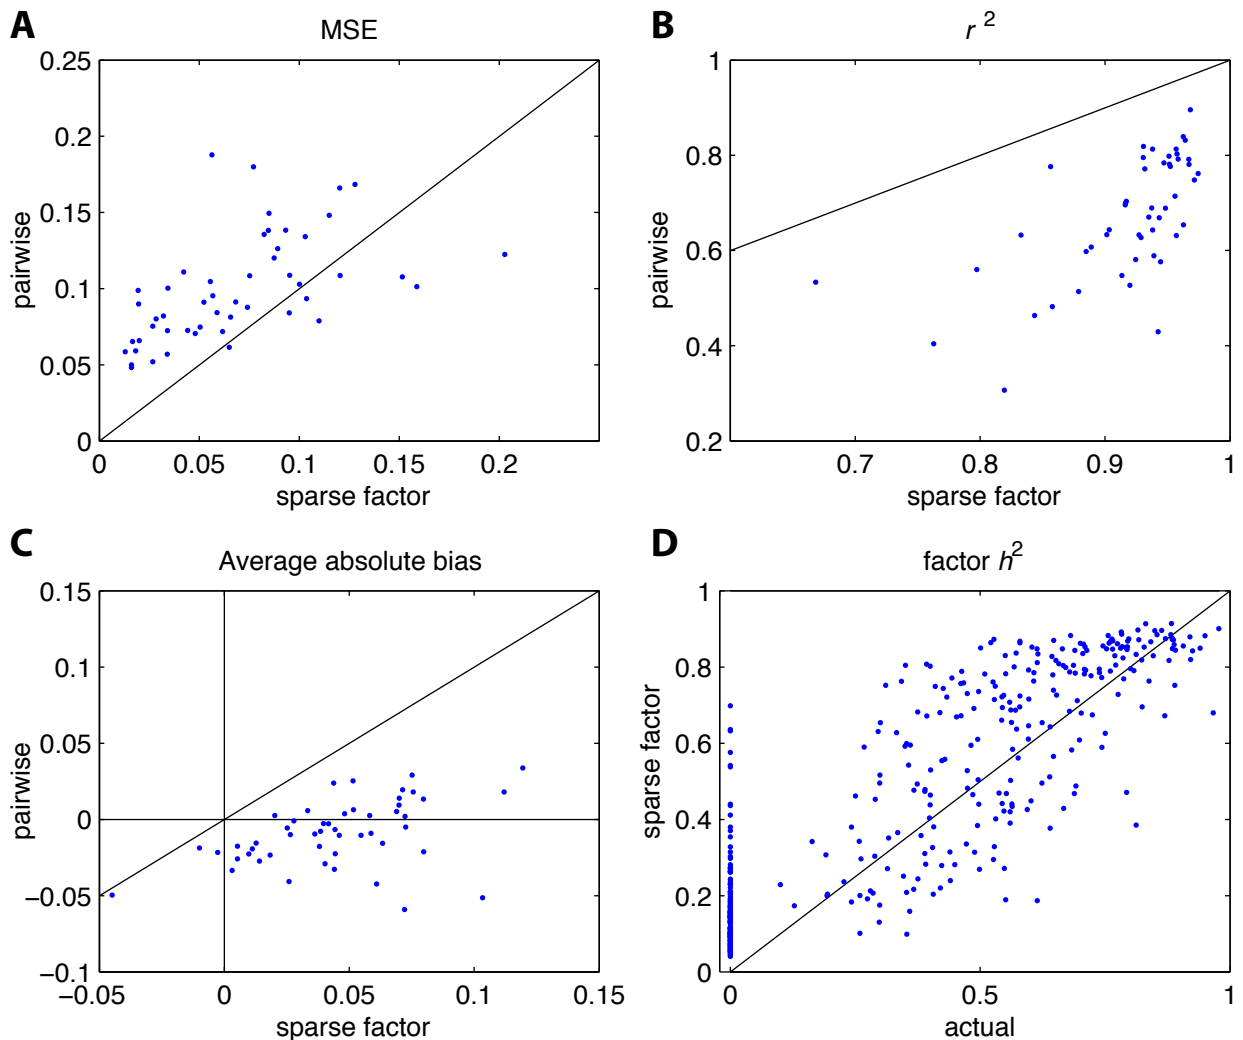 A
MSE
0.25
0.2
0.15
0.1
0.05
0
pairwise
0 0.05 0.1 0.15 0.2
sparse factor
B
r 2
1
0.8
0.6
0.4
0.2
pairwise
0.7 0.8 0.9 1
sparse factor
C
Average absolute bias
0.15
0.1
0.05
0
−0.05
−0.1
pairwise
−0.05 0 0.05 0.1 0.15
sparse factor
D
factor h2
1
0.8
0.6
0.4
0.2
0
sparse factor
0 0.5 1
actual